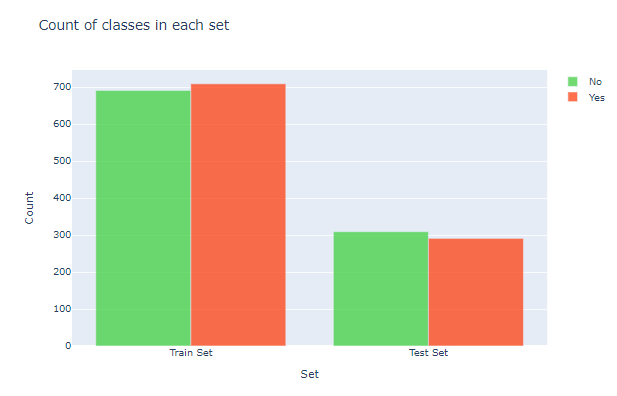 Count of classes in each set
No
Yes
700
600
500
400
300
200
100
0
Count
Train Set
Test Set
Set